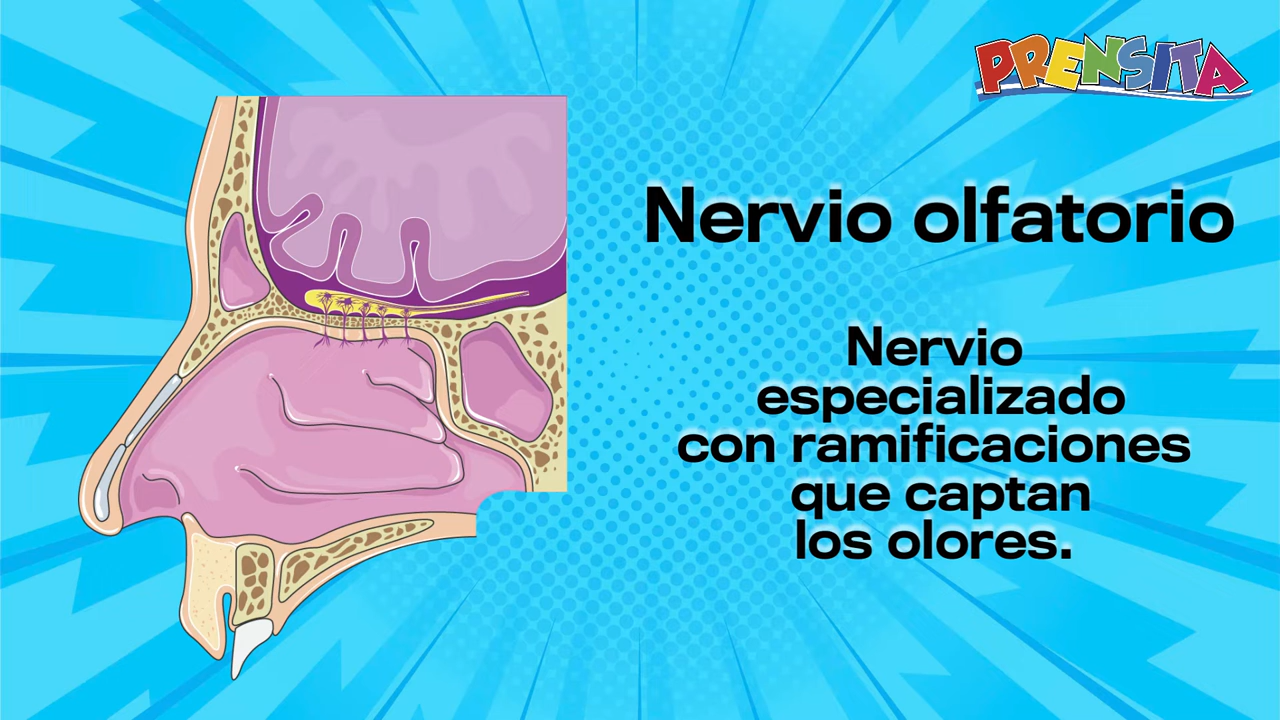 PRENSITA
Nervio olfatorio
Nervio
especializado
con ramificaciones
que captan
los olores.